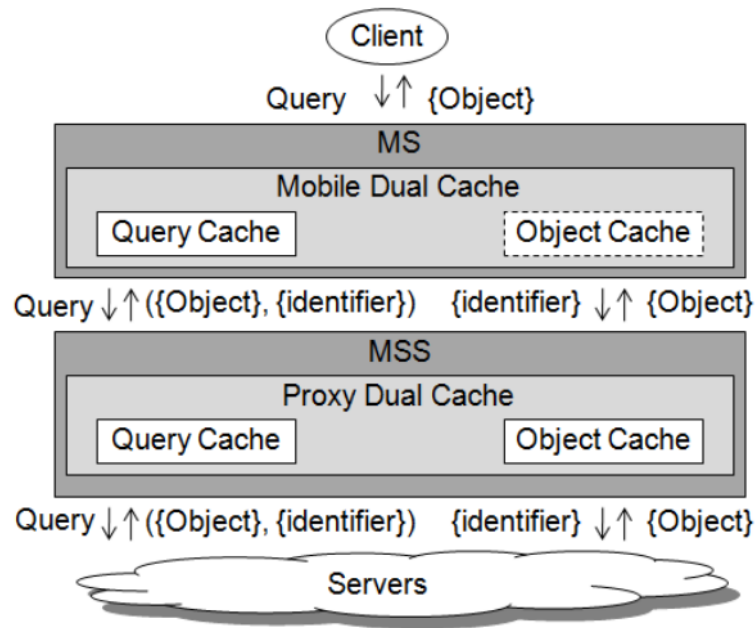 Client
Query {Object}
MS
Mobile Dual Cache
Query Cache Object Cache
Query ({Object}, {identifier}) {identifier} {Object}
MSS
Proxy Dual Cache
Query Cache Object Cache
Query ({Object}, {identifier}) {identifier} {Object}
Servers